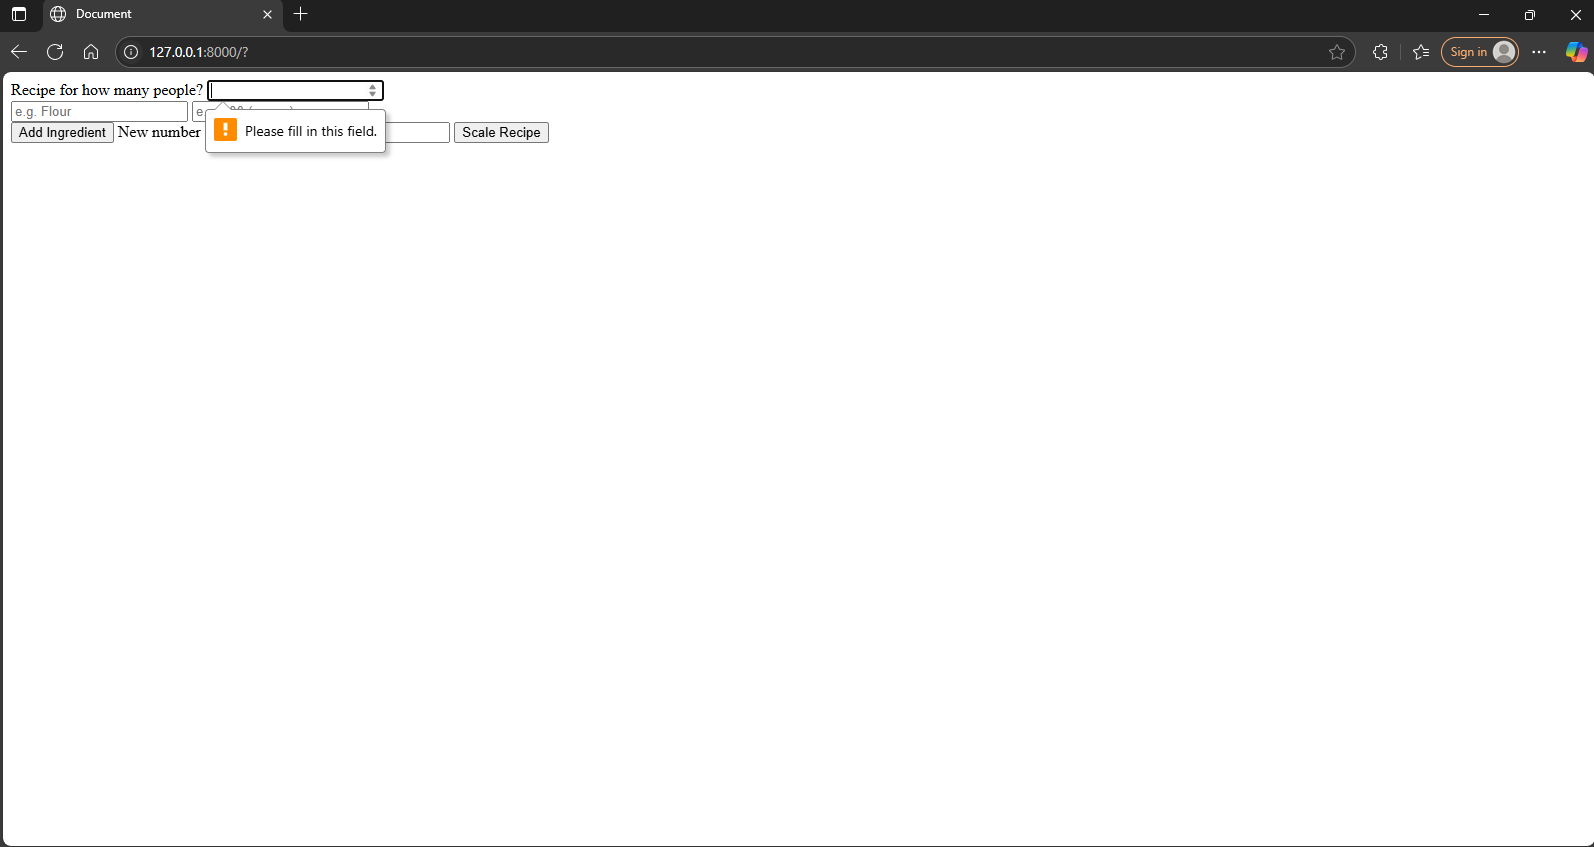 Document
127.0.0.1:8000/?
Sign in
Recipe for how many people?
e.g. Flour
Please fill in this field.
Add Ingredient New number
Scale Recipe